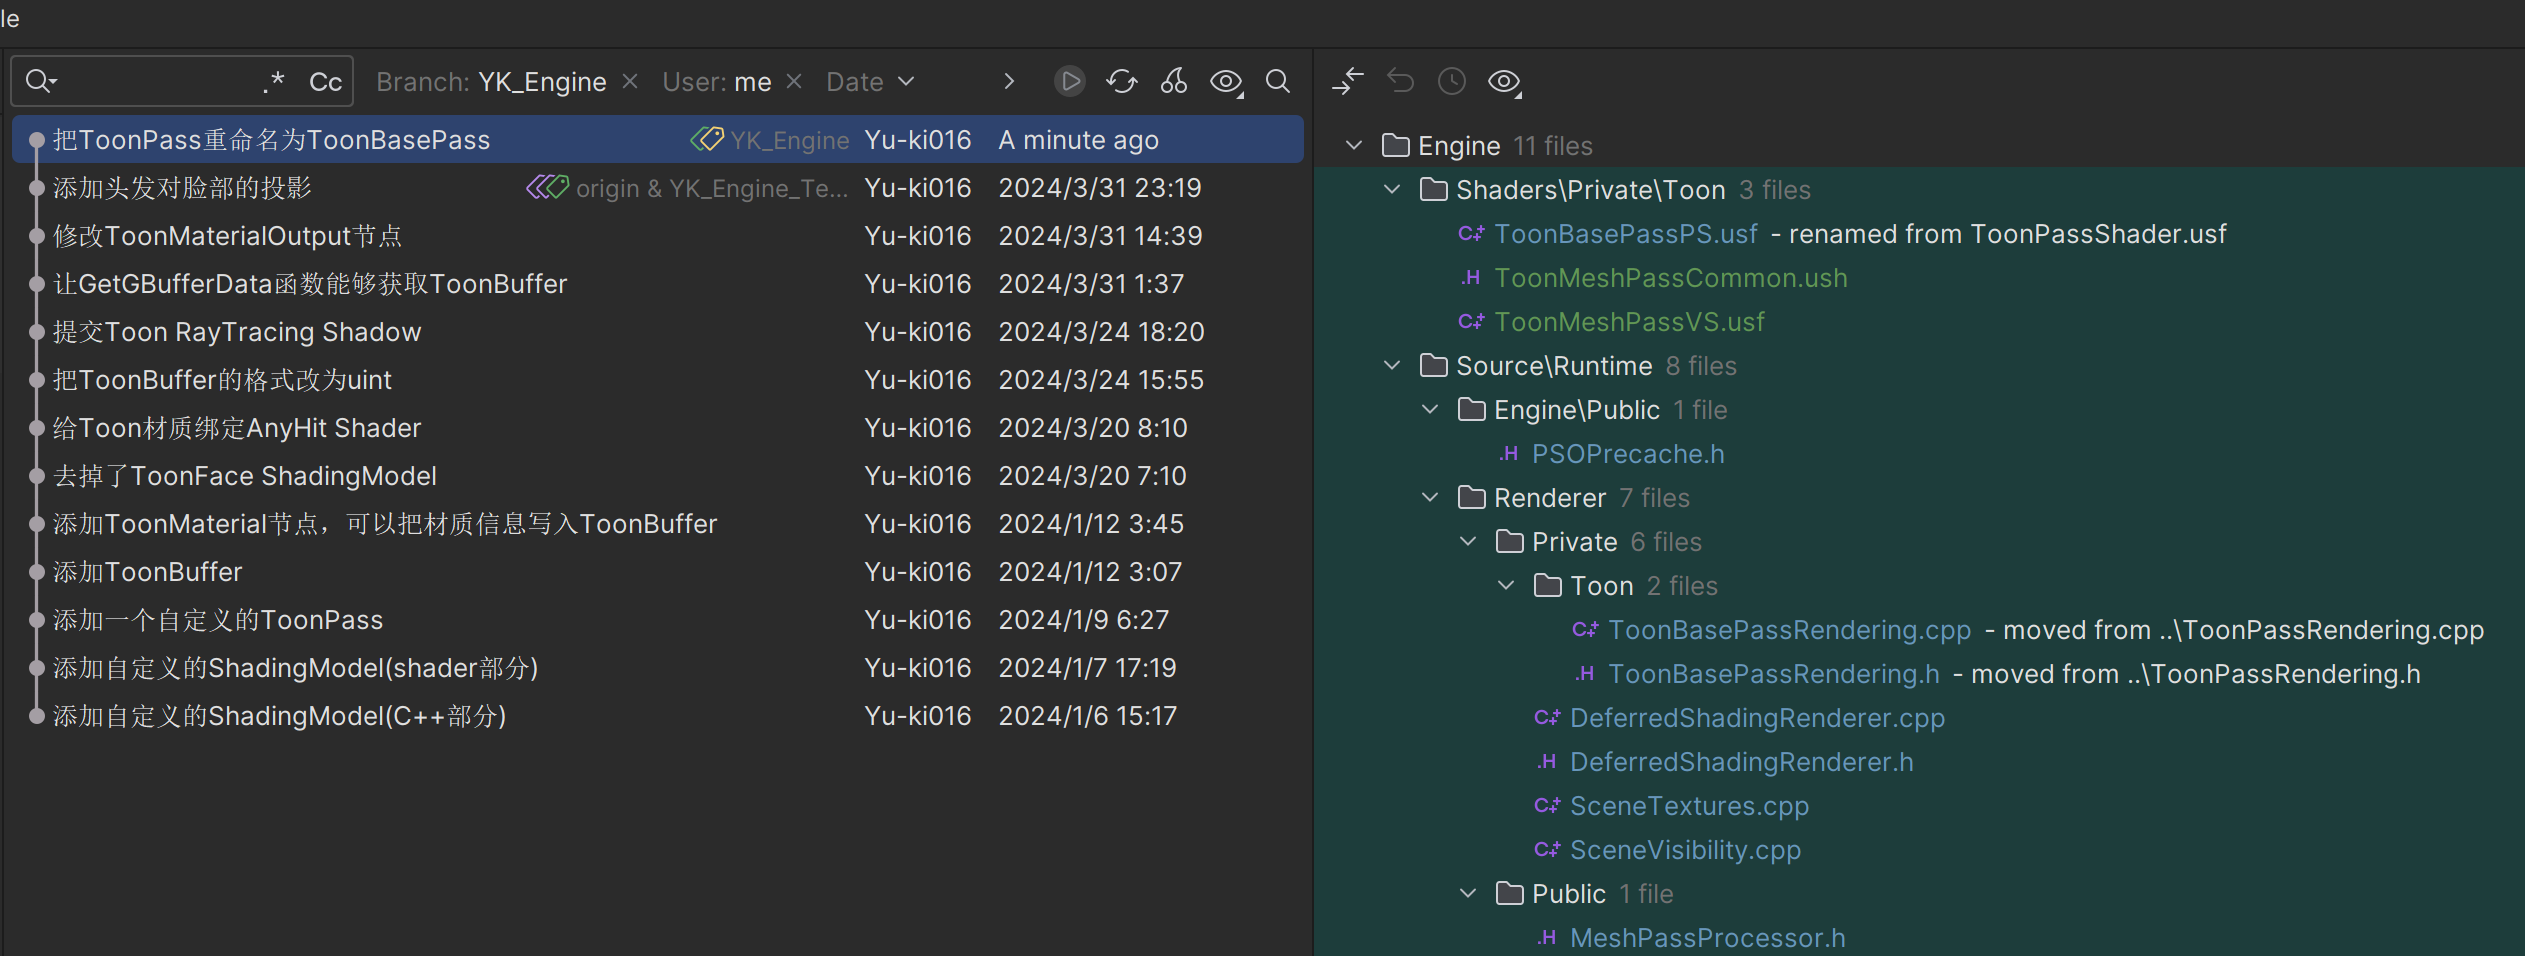 le
.* Cc Branch: YK_Engine × User: me × Date
把ToonPass重命名为ToonBasePass YK_Engine Yu-ki016 A minute ago
添加头发对脸部的投影 origin & YK_Engine_Te... Yu-ki016 2024/3/31 23:19
修改ToonMaterialOutput节点 Yu-ki016 2024/3/31 14:39
让GetGBufferData函数能够获取ToonBuffer Yu-ki016 2024/3/31 1:37
提交Toon RayTracing Shadow Yu-ki016 2024/3/24 18:20
把ToonBuffer的格式改为uint Yu-ki016 2024/3/24 15:55
给Toon材质绑定AnyHit Shader Yu-ki016 2024/3/20 8:10
去掉了ToonFace ShadingModel Yu-ki016 2024/3/20 7:10
添加ToonMaterial节点，可以把材质信息写入ToonBuffer Yu-ki016 2024/1/12 3:45
添加ToonBuffer Yu-ki016 2024/1/12 3:07
添加一个自定义的ToonPass Yu-ki016 2024/1/9 6:27
添加自定义的ShadingModel(shader部分) Yu-ki016 2024/1/7 17:19
添加自定义的ShadingModel(C++部分) Yu-ki016 2024/1/6 15:17
Engine 11 files
Shaders\Private\Toon 3 files
C++ ToonBasePassPS.usf - renamed from ToonPassShader.usf
.H ToonMeshPassCommon.ush
C++ ToonMeshPassVS.usf
Source\Runtime 8 files
Engine\Public 1 file
.H PSOPrecache.h
Renderer 7 files
Private 6 files
Toon 2 files
C++ ToonBasePassRendering.cpp - moved from ..\ToonPassRendering.cpp
.H ToonBasePassRendering.h - moved from ..\ToonPassRendering.h
C++ DeferredShadingRenderer.cpp
.H DeferredShadingRenderer.h
C++ SceneTextures.cpp
C++ SceneVisibility.cpp
Public 1 file
.H MeshPassProcessor.h